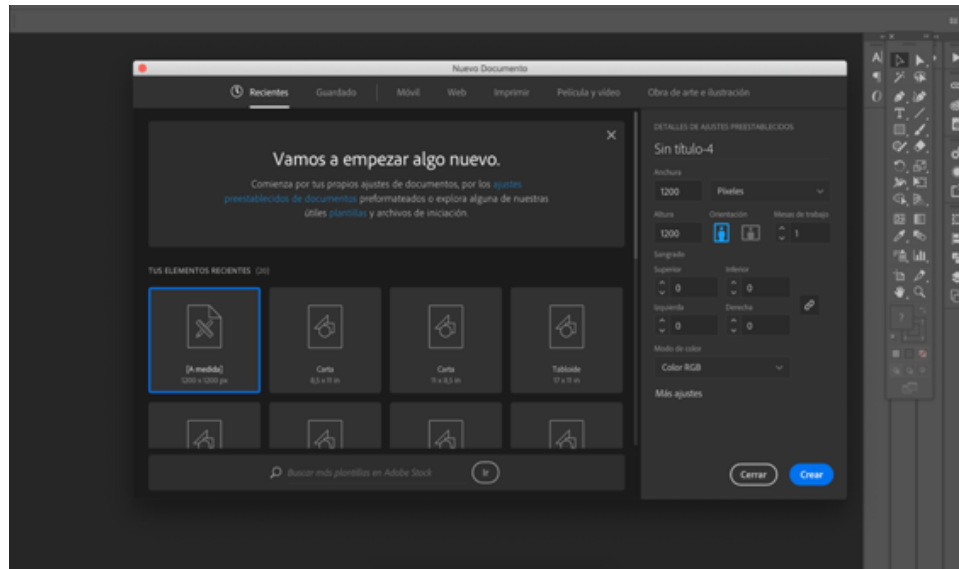 Nuevo Documento
Recientes
Guardado
Móvil
Web
Imprimir
Película y vídeo
Obra de arte e ilustración
Vamos a empezar algo nuevo.
Comienza por tus propios ajustes de documentos, por los ajustes
preestablecidos de documentos preformateados o explora alguna de nuestras
útiles plantillas y archivos de iniciación.
TUS ELEMENTOS RECIENTES (20)
[A medida]
1200 x 1200 px
Carta
8,5 x 11 in
Carta
11 x 8,5 in
Tabloide
17 x 11 in
Buscar más plantillas en Adobe Stock
Ir
DETALLES DE AJUSTES PREESTABLECIDOS
Sin título-4
Anchura
1200
Píxeles
Altura
Orientación
Mesas de trabajo
1200
1
Sangrado
Superior
Inferior
0
0
Izquierda
Derecha
0
0
Modo de color
Color RGB
Más ajustes
Cerrar
Crear